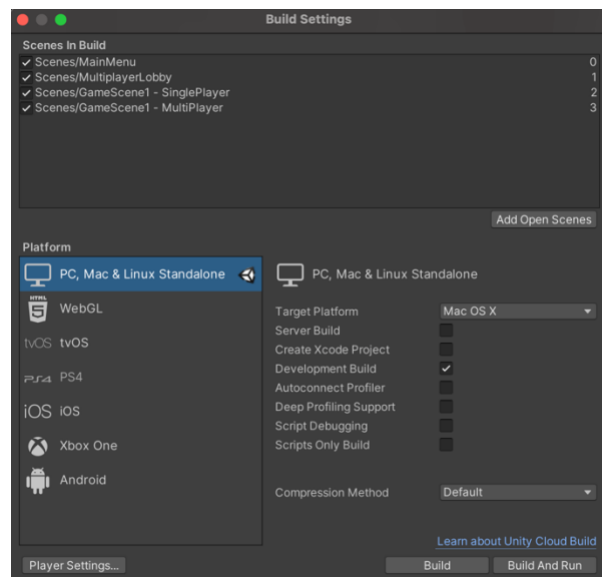 Build Settings
Scenes In Build
Scenes/MainMenu 0
Scenes/MultiplayerLobby 1
Scenes/GameScene1 - SinglePlayer 2
Scenes/GameScene1 - MultiPlayer 3
Add Open Scenes
Platform
PC, Mac & Linux Standalone
HTML 5 WebGL
tvOS tvOS
PS4 PS4
iOS iOS
Xbox One
Android
PC, Mac & Linux Standalone
Target Platform Mac OS X
Server Build
Create Xcode Project
Development Build
Autoconnect Profiler
Deep Profiling Support
Script Debugging
Scripts Only Build
Compression Method Default
Learn about Unity Cloud Build
Player Settings... Build Build And Run